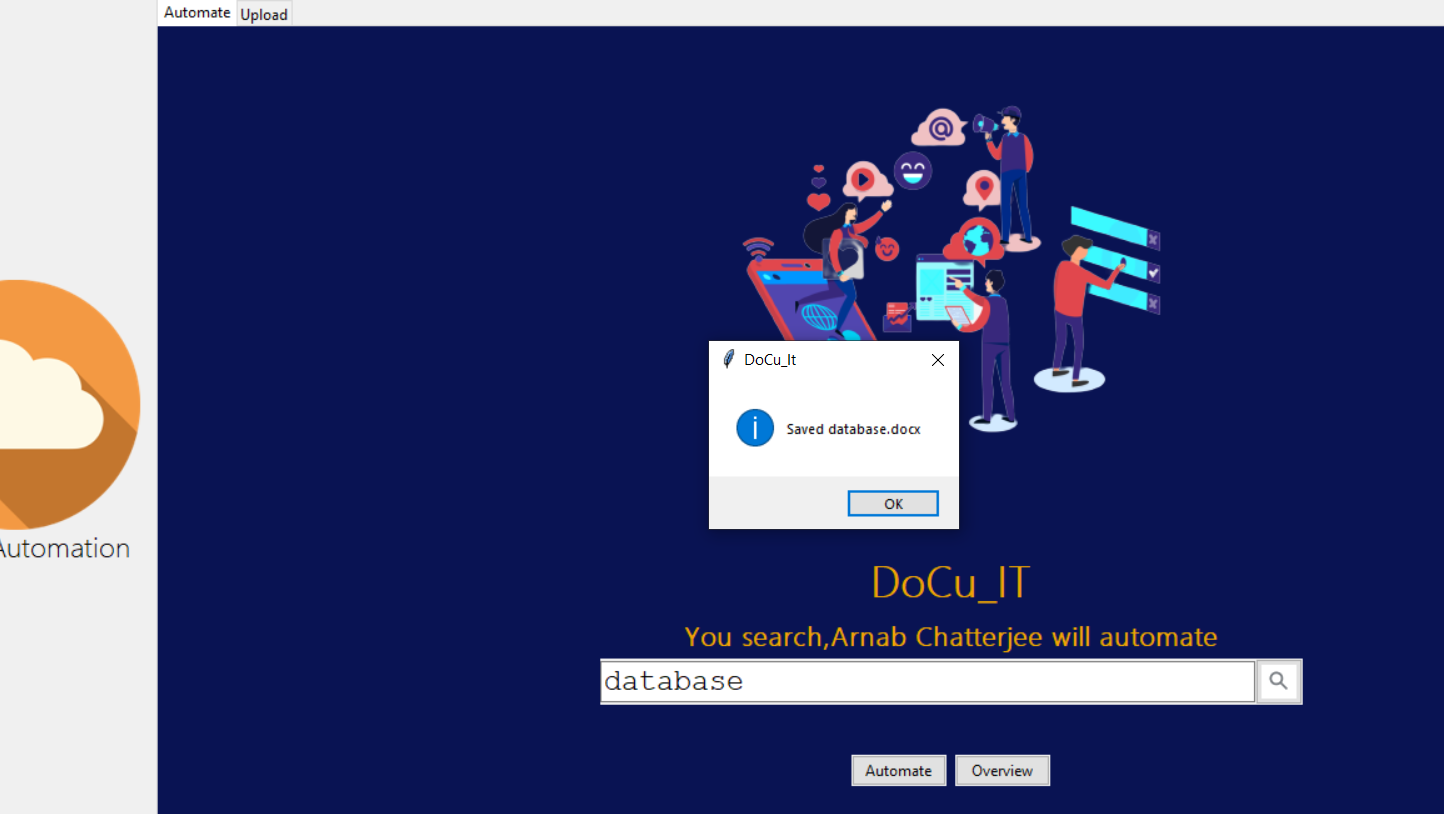 Automate
Upload
Automation
DoCu_It
Saved database.docx
OK
DoCu_IT
You search,Arnab Chatterjee will automate
database
Automate
Overview